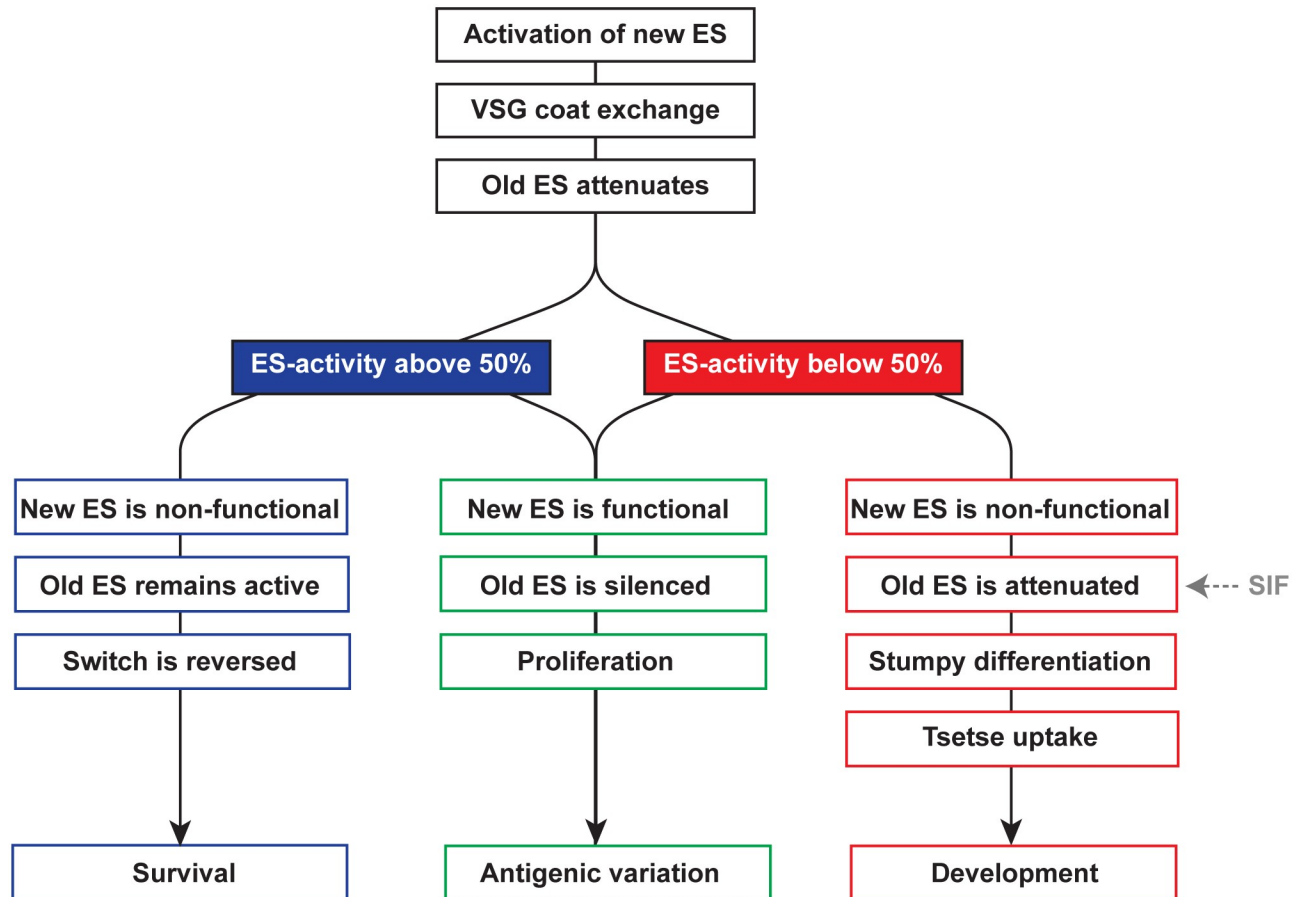 Activation of new ES
VSG coat exchange
Old ES attenuates
ES-activity above 50%
ES-activity below 50%
New ES is non-functional
Old ES remains active
Switch is reversed
Survival
New ES is functional
Old ES is silenced
Proliferation
Antigenic variation
New ES is non-functional
Old ES is attenuated
SIF
Stumpy differentiation
Tsetse uptake
Development